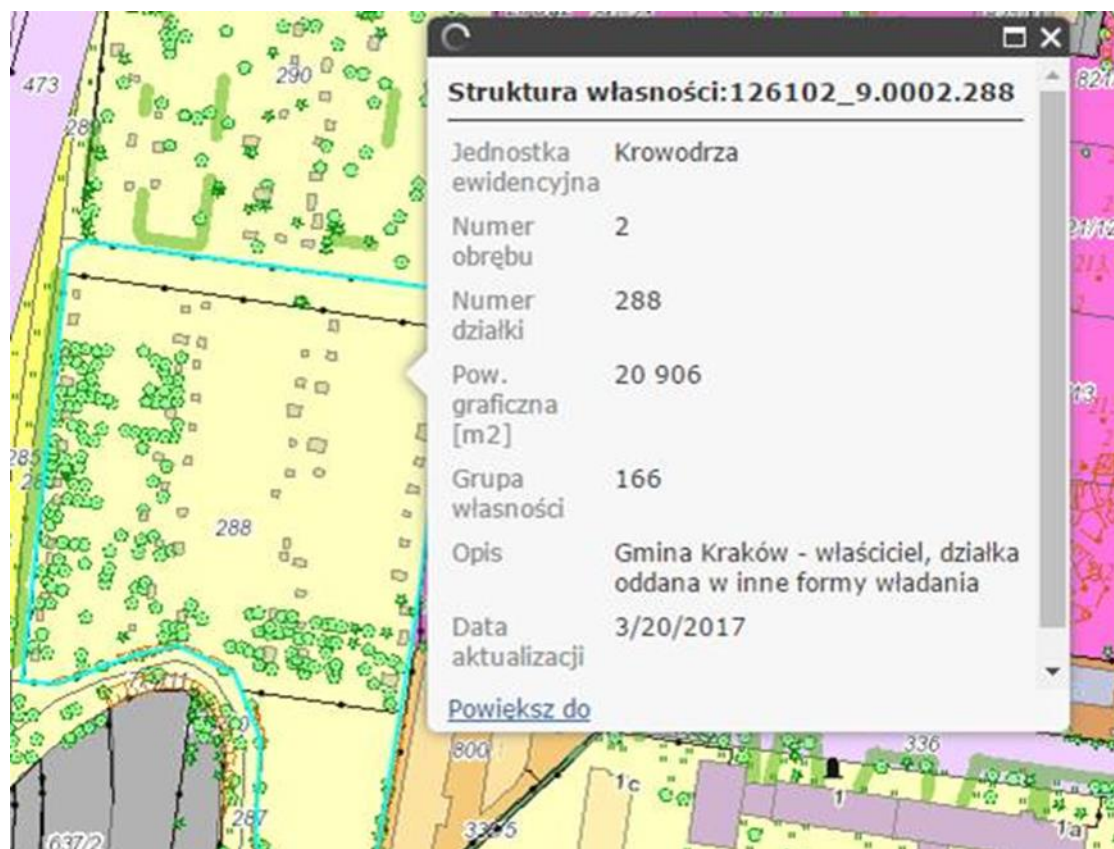 473
290
Struktura własności:126102_9.0002.288
Jednostka ewidencyjna
Krowodrza
Numer obrębu
2
Numer działki
288
Pow. graficzna [m2]
20 906
Grupa własności
166
Opis
Gmina Kraków - właściciel, działka
oddana w inne formy władania
Data aktualizacji
3/20/2017
Powiększ do
288
285
287
637/2
800
1c
336
1
1a
213